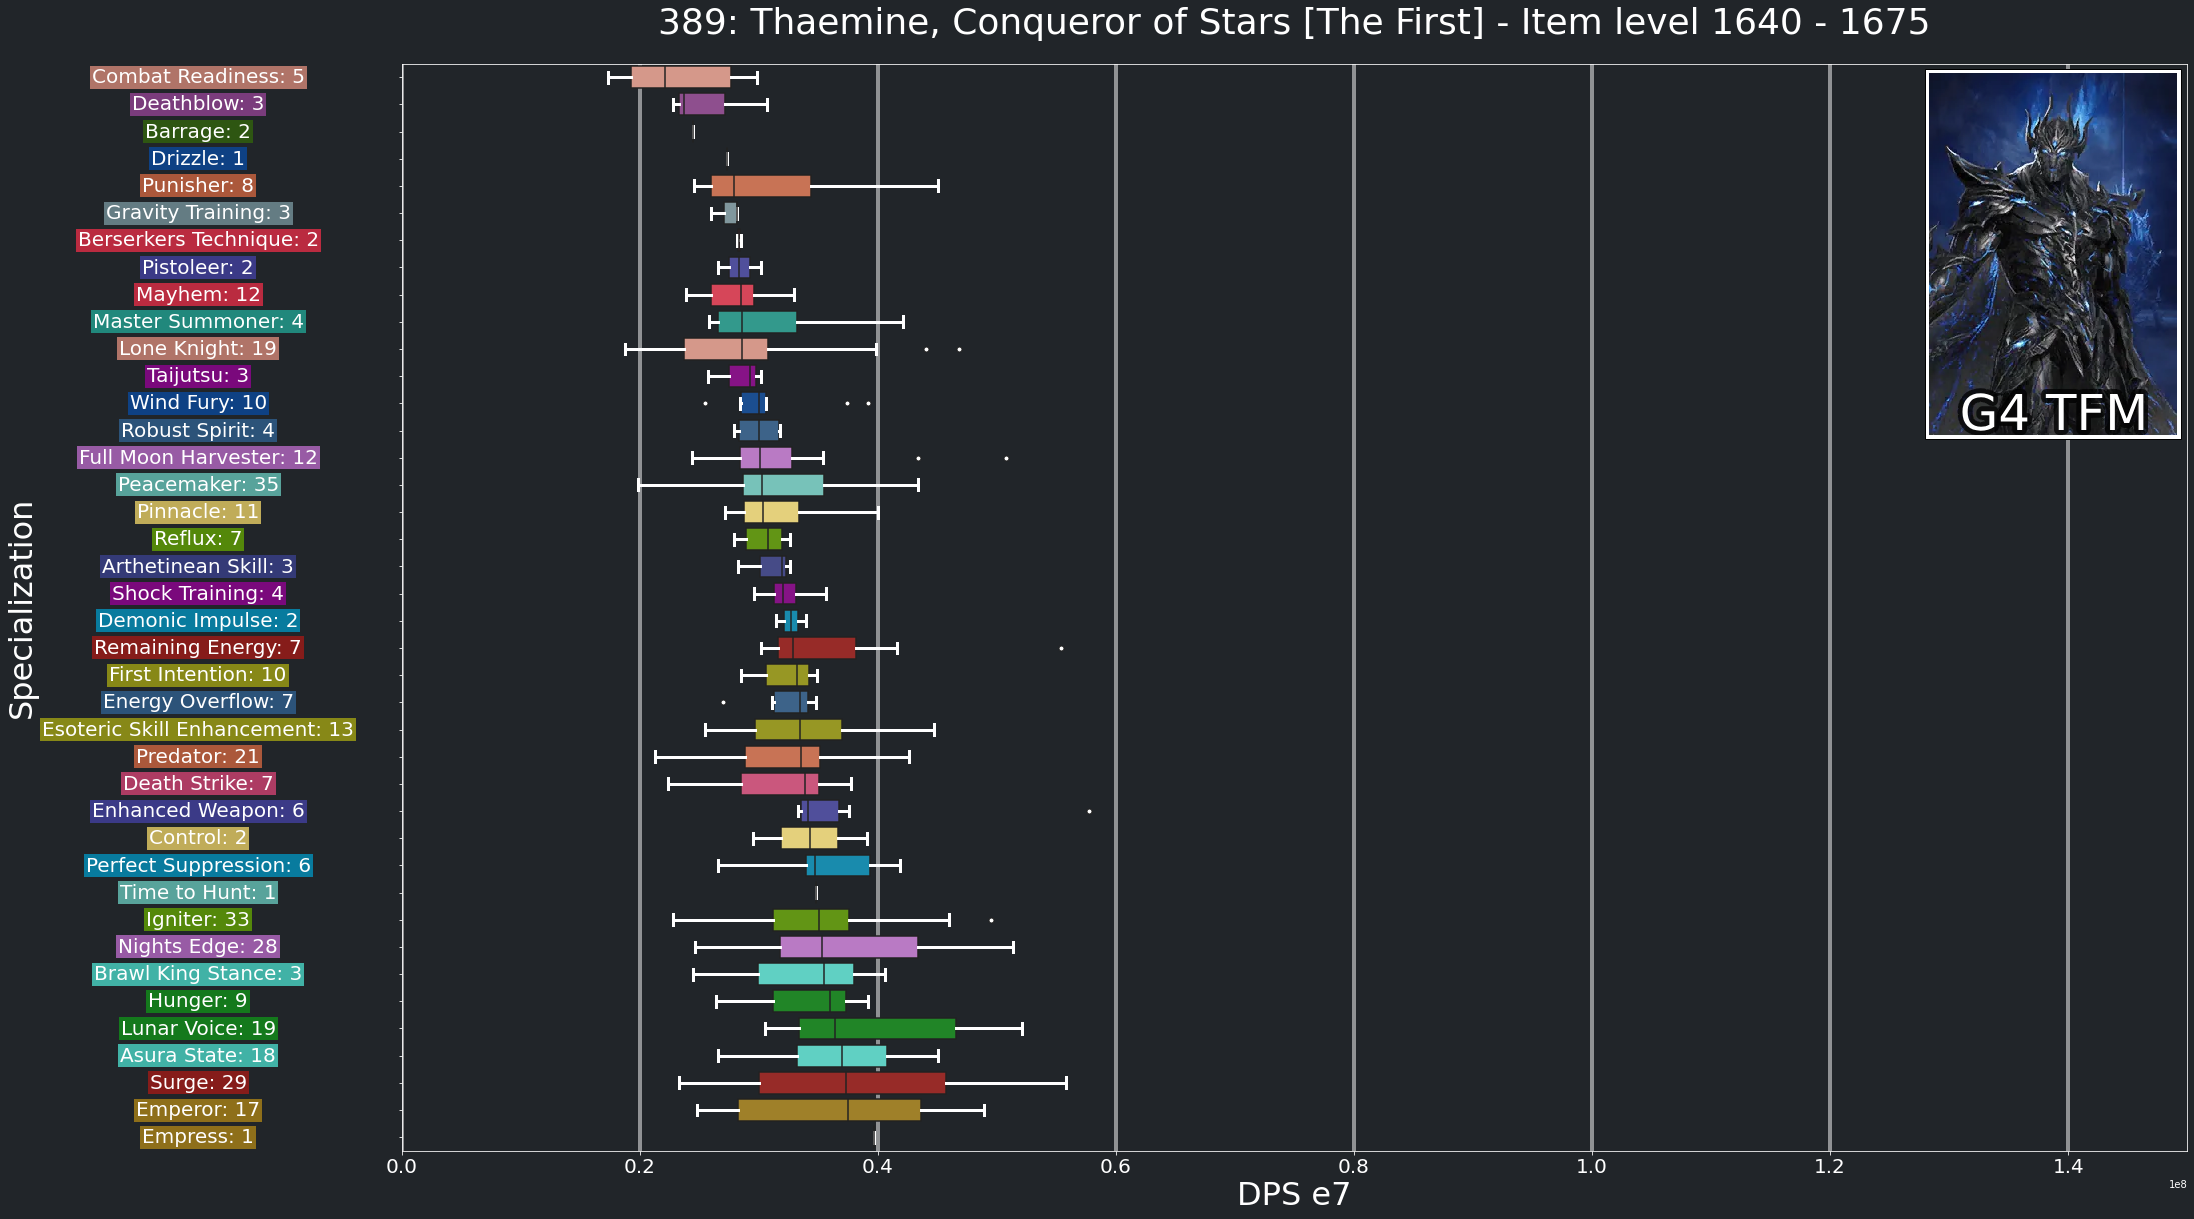 389: Thaemine, Conqueror of Stars [The First] - Item level 1640 - 1675
Combat Readiness: 5
Deathblow: 3
Barrage: 2
Drizzle: 1
Punisher: 8
Gravity Training: 3
Berserkers Technique: 2
Pistoleer: 2
Mayhem: 12
Master Summoner: 4
Lone Knight: 19
Taijutsu: 3
Wind Fury: 10
Robust Spirit: 4
Full Moon Harvester: 12
Peacemaker: 35
Pinnacle: 11
Reflux: 7
Arthetinean Skill: 3
Shock Training: 4
Demonic Impulse: 2
Remaining Energy: 7
First Intention: 10
Energy Overflow: 7
Esoteric Skill Enhancement: 13
Predator: 21
Death Strike: 7
Enhanced Weapon: 6
Control: 2
Perfect Suppression: 6
Time to Hunt: 1
Igniter: 33
Nights Edge: 28
Brawl King Stance: 3
Hunger: 9
Lunar Voice: 19
Asura State: 18
Surge: 29
Emperor: 17
Empress: 1
Specialization
G4 TFM
0.0 0.2 0.4 0.6 0.8 1.0 1.2 1.4
DPS e7
1e8